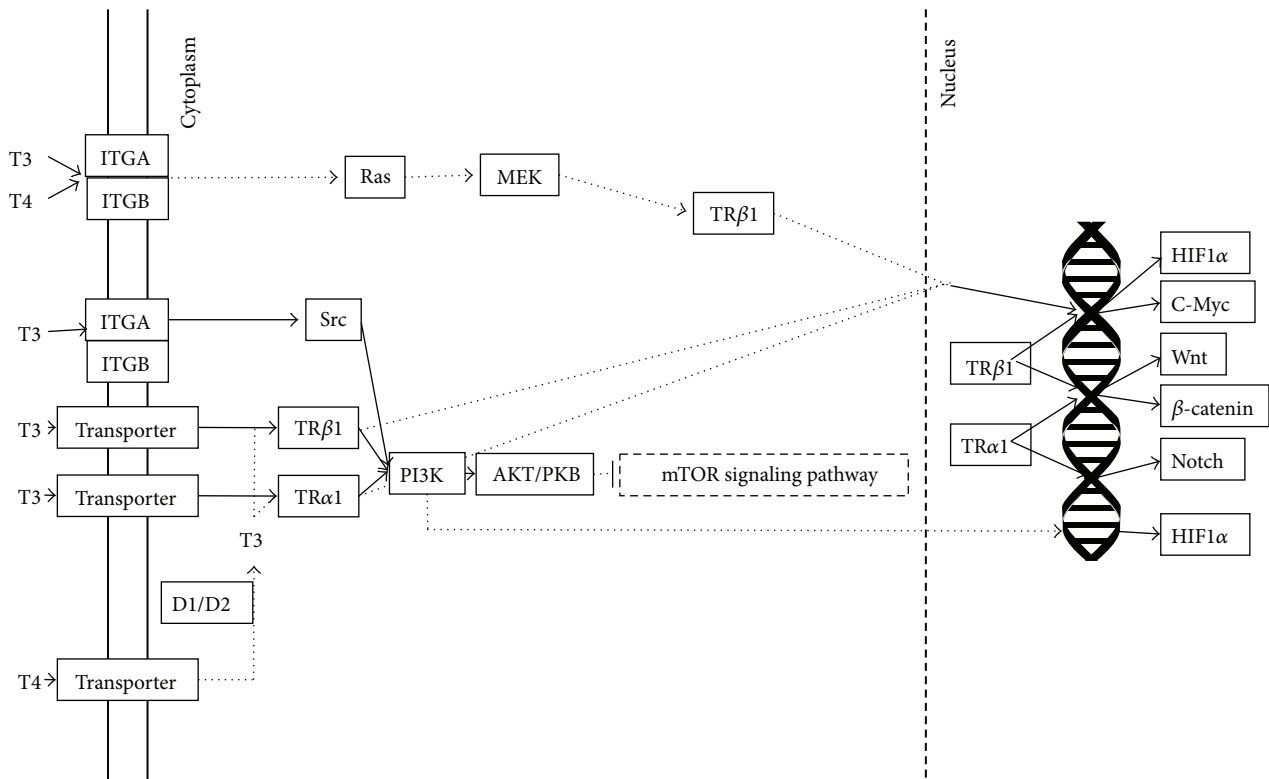 Cytoplasm
Nucleus
T3
T4
ITGA
ITGB
Ras
MEK
TRβ1
T3
ITGA
ITGB
Src
T3
Transporter
TRβ1
T3
Transporter
TRα1
PI3K
AKT/PKB
mTOR signaling pathway
T3
D1/D2
T4
Transporter
TRβ1
TRα1
HIF1α
C-Myc
Wnt
β-catenin
Notch
HIF1α